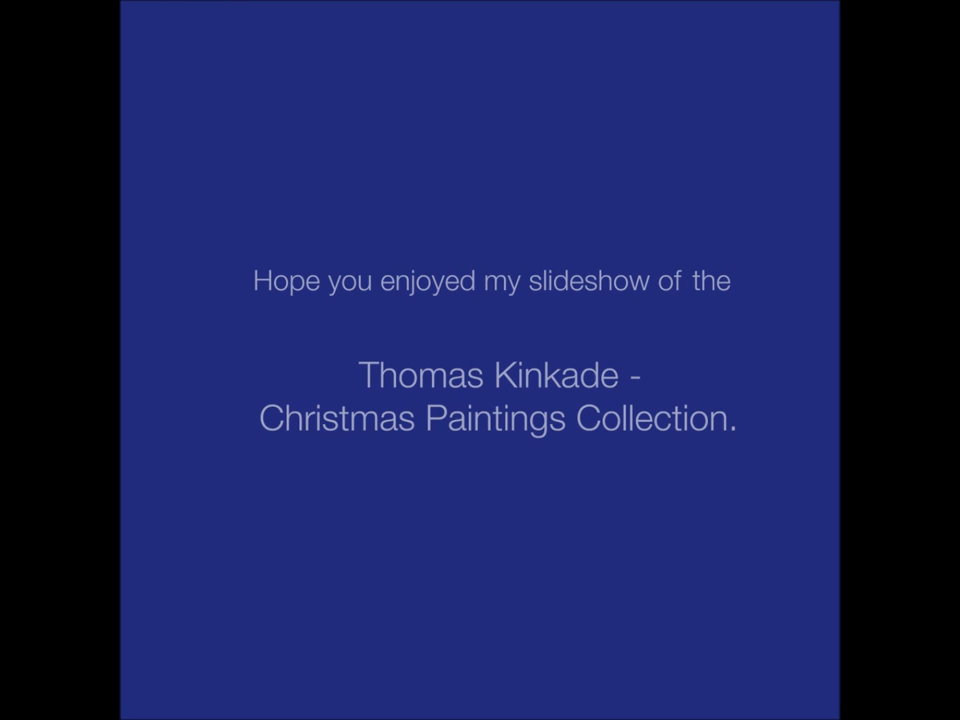 Hope you enjoyed my slideshow of the
Thomas Kinkade -
Christmas Paintings Collection.